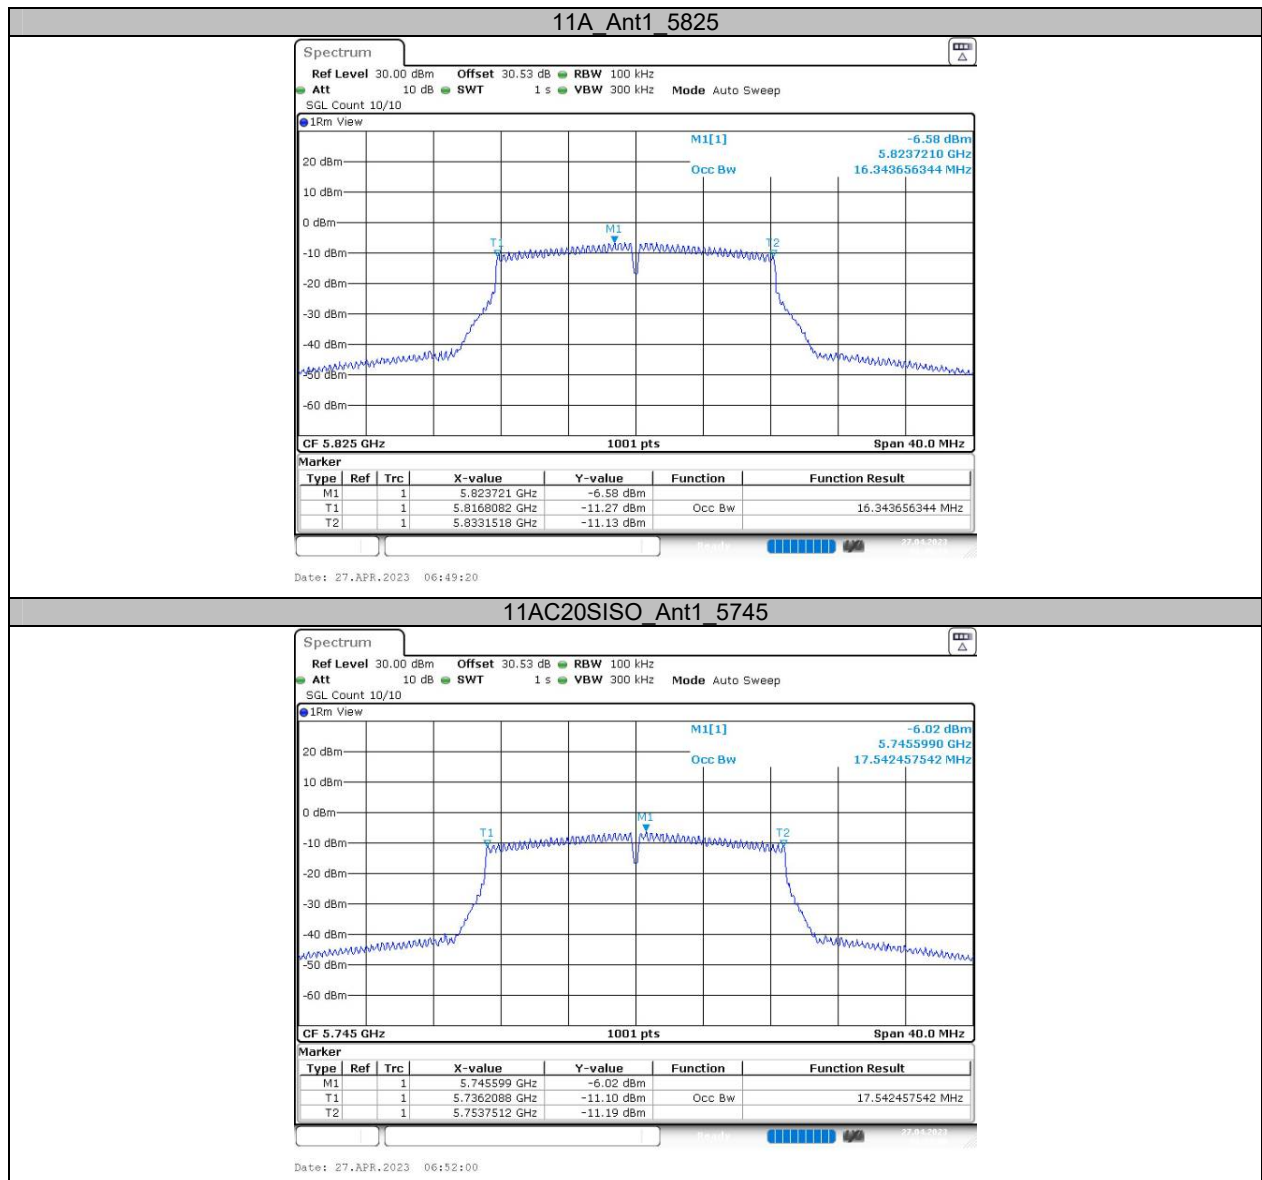 11A_Ant1_5825
Spectrum
Ref Level 30.00 dBm Offset 30.53 dB RBW 100 kHz
Att 10 dB SWT 1 s VBW 300 kHz Mode Auto Sweep
SGL Count 10/10
1Rm View
M1[1] -6.58 dBm
5.8237210 GHz
Occ Bw 16.343656344 MHz
20 dBm
10 dBm
0 dBm
M1
T1 T2
-10 dBm
-20 dBm
-30 dBm
-40 dBm
-50 dBm
-60 dBm
CF 5.825 GHz 1001 pts Span 40.0 MHz
Marker
Type Ref Trc X-value Y-value Function Function Result
M1 1 5.823721 GHz -6.58 dBm
T1 1 5.8168082 GHz -11.27 dBm Occ Bw 16.343656344 MHz
T2 1 5.8331518 GHz -11.13 dBm
Ready 27.04.2023
Date: 27.APR.2023 06:49:20
11AC20SISO_Ant1_5745
Spectrum
Ref Level 30.00 dBm Offset 30.53 dB RBW 100 kHz
Att 10 dB SWT 1 s VBW 300 kHz Mode Auto Sweep
SGL Count 10/10
1Rm View
M1[1] -6.02 dBm
5.7455990 GHz
Occ Bw 17.542457542 MHz
20 dBm
10 dBm
0 dBm
M1
T1 T2
-10 dBm
-20 dBm
-30 dBm
-40 dBm
-50 dBm
-60 dBm
CF 5.745 GHz 1001 pts Span 40.0 MHz
Marker
Type Ref Trc X-value Y-value Function Function Result
M1 1 5.745599 GHz -6.02 dBm
T1 1 5.7362088 GHz -11.10 dBm Occ Bw 17.542457542 MHz
T2 1 5.7537512 GHz -11.19 dBm
Ready 27.04.2023
Date: 27.APR.2023 06:52:00